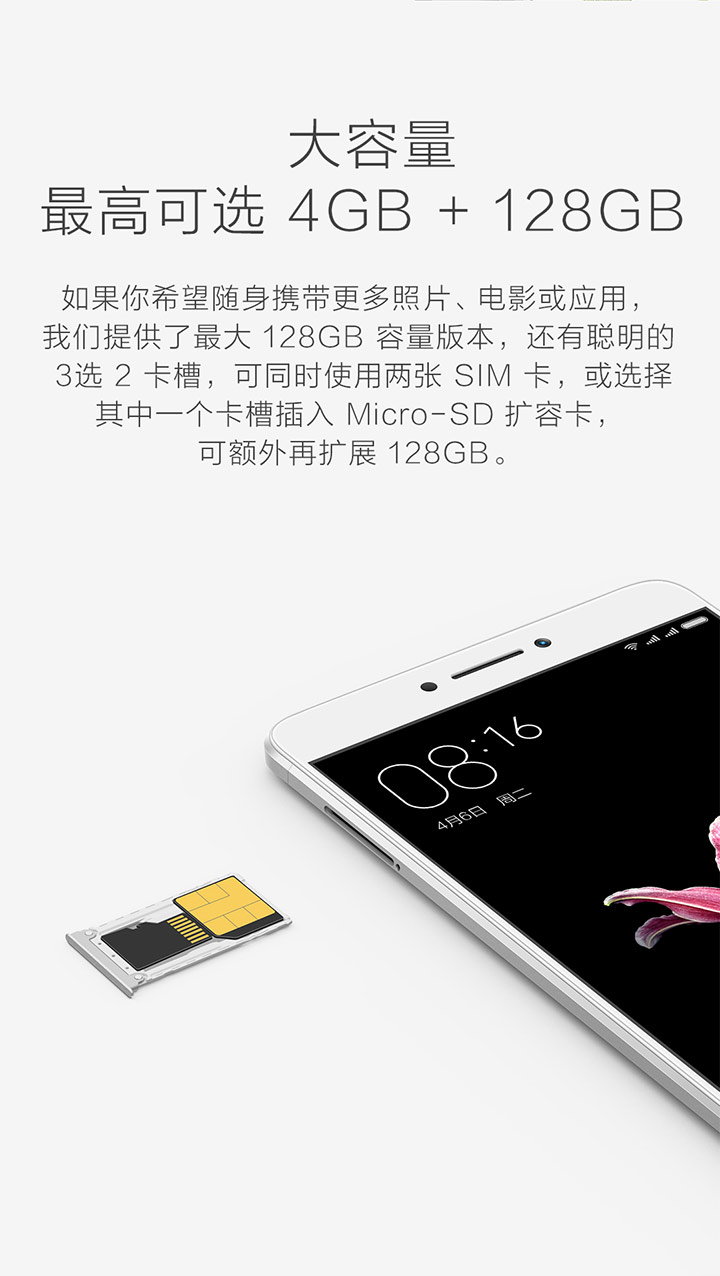 大容量
最高可选 4GB + 128GB
如果你希望随身携带更多照片、电影或应用，
我们提供了最大 128GB 容量版本，还有聪明的
3选 2 卡槽，可同时使用两张 SIM 卡，或选择
其中一个卡槽插入 Micro-SD 扩容卡，
可额外再扩展 128GB。
08:16
4月6日 周二